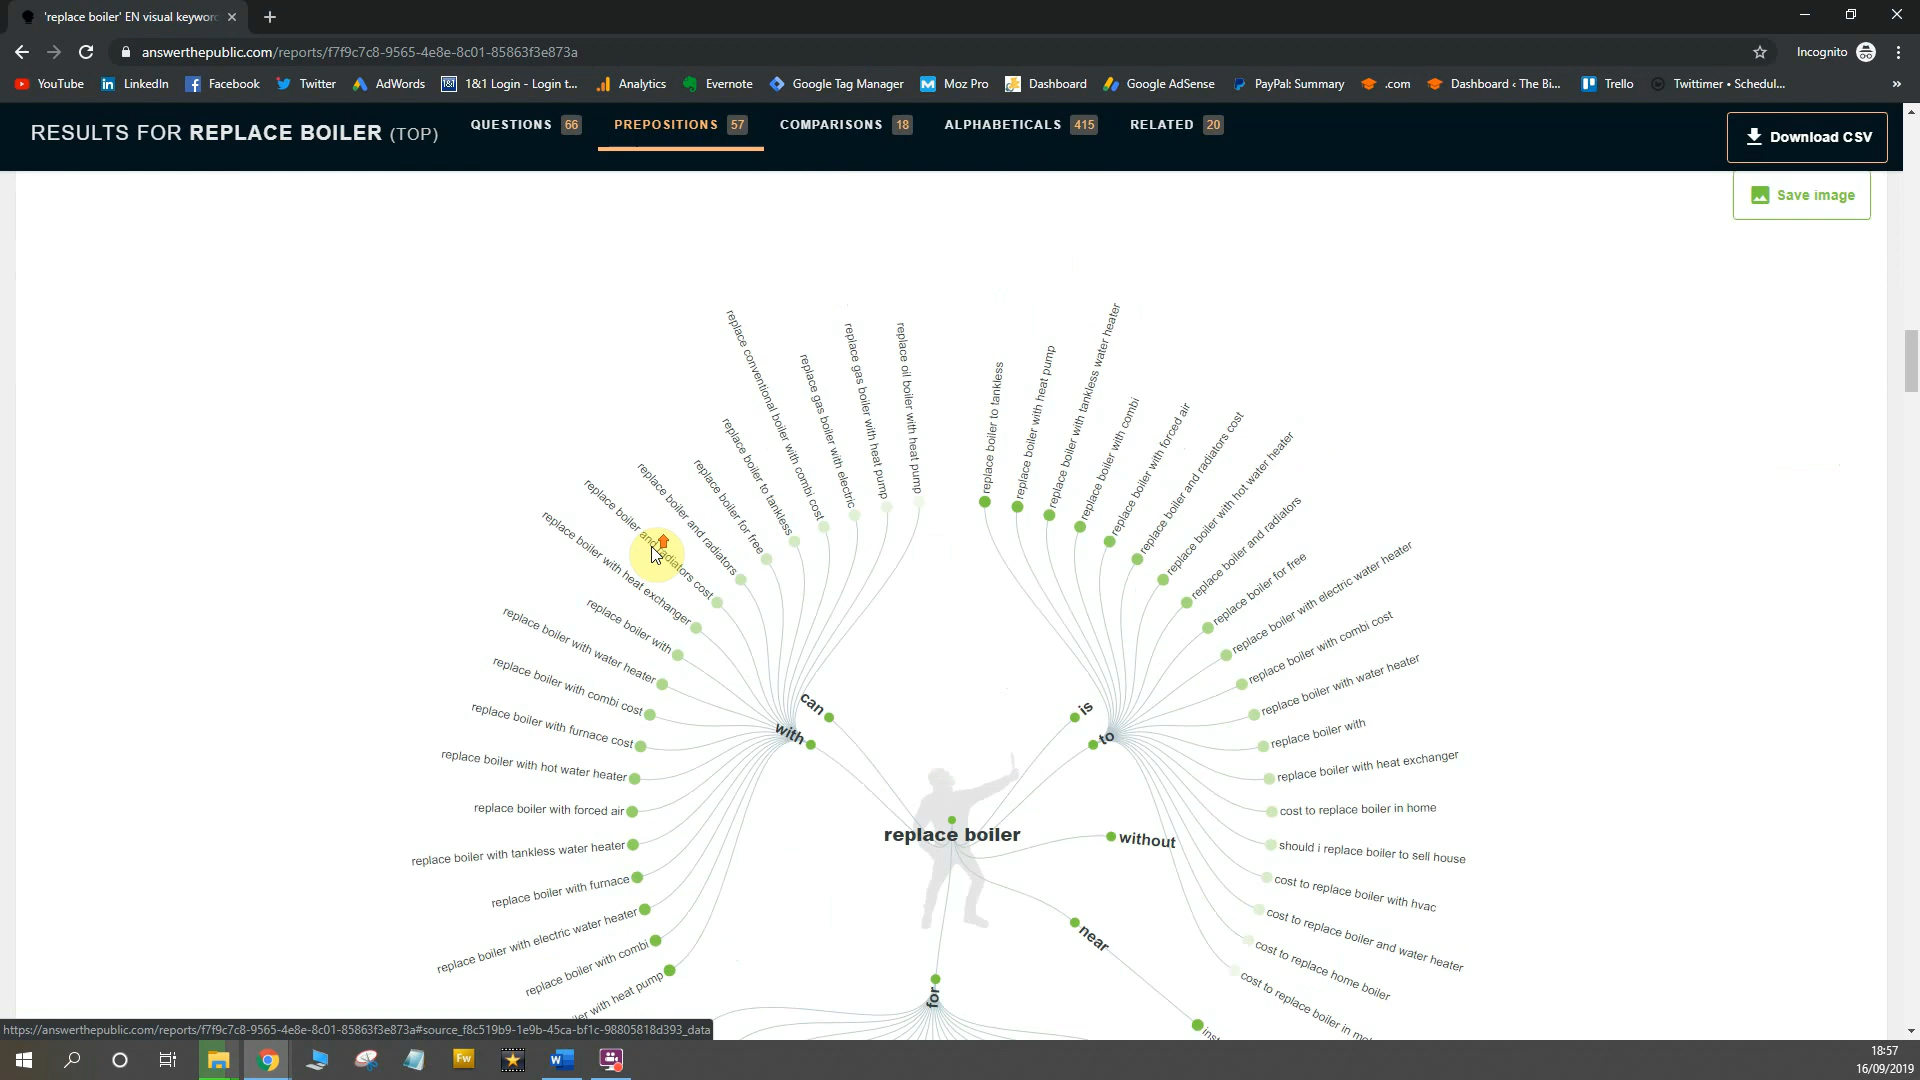 'replace boiler' EN visual keyword
answerthepublic.com/reports/f7f9c7c8-9565-4e8e-8c01-85863f3e873a
Incognito
YouTube LinkedIn Facebook Twitter AdWords 1&1 Login - Login t... Analytics Evernote Google Tag Manager Moz Pro Dashboard Google AdSense PayPal: Summary .com Dashboard ‹ The Bi... Trello Twittimer • Schedul... »
RESULTS FOR REPLACE BOILER (TOP) QUESTIONS 66 PREPOSITIONS 57 COMPARISONS 18 ALPHABETICALS 415 RELATED 20
Download CSV
Save image
replace conventional boiler with combi cost
replace gas boiler with electric
replace gas boiler with heat pump
replace oil boiler with heat pump
replace boiler to tankless
replace boiler for free
replace boiler and radiators
replace boiler and radiators cost
replace boiler with heat exchanger
replace boiler with
replace boiler with water heater
replace boiler with combi cost
replace boiler with furnace cost
replace boiler with hot water heater
replace boiler with forced air
replace boiler with tankless water heater
replace boiler with furnace
replace boiler with electric water heater
replace boiler with combi
with heat pump
can
with
replace boiler
is
to
without
near
for
replace boiler to tankless
replace boiler with heat pump
replace boiler with tankless water heater
replace boiler with combi
replace boiler with forced air
replace boiler and radiators cost
replace boiler with hot water heater
replace boiler and radiators
replace boiler for free
replace boiler with electric water heater
replace boiler with combi cost
replace boiler with water heater
replace boiler with
replace boiler with heat exchanger
cost to replace boiler in home
should i replace boiler to sell house
cost to replace boiler with hvac
cost to replace boiler and water heater
cost to replace home boiler
cost to replace boiler in
https://answerthepublic.com/reports/f7f9c7c8-9565-4e8e-8c01-85863f3e873a#source_f8c519b9-1e9b-45ca-bf1c-98805818d393_data
Fw
18:57
16/09/2019